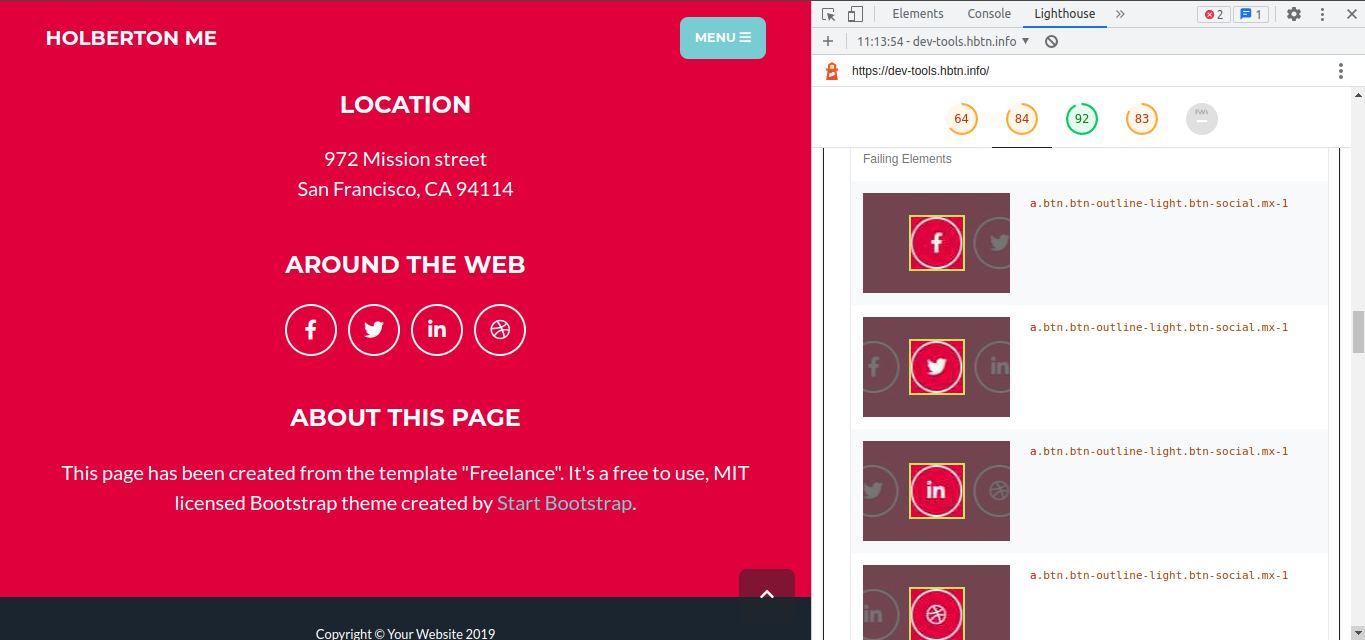 HOLBERTON ME
MENU
LOCATION
972 Mission street
San Francisco, CA 94114
AROUND THE WEB
ABOUT THIS PAGE
This page has been created from the template "Freelance". It's a free to use, MIT
licensed Bootstrap theme created by Start Bootstrap.
Copyright © Your Website 2019
Elements Console Lighthouse » 2 1
11:13:54 - dev-tools.hbtn.info
https://dev-tools.hbtn.info/
64 84 92 83 PWA
Failing Elements
a.btn.btn-outline-light.btn-social.mx-1
a.btn.btn-outline-light.btn-social.mx-1
a.btn.btn-outline-light.btn-social.mx-1
a.btn.btn-outline-light.btn-social.mx-1